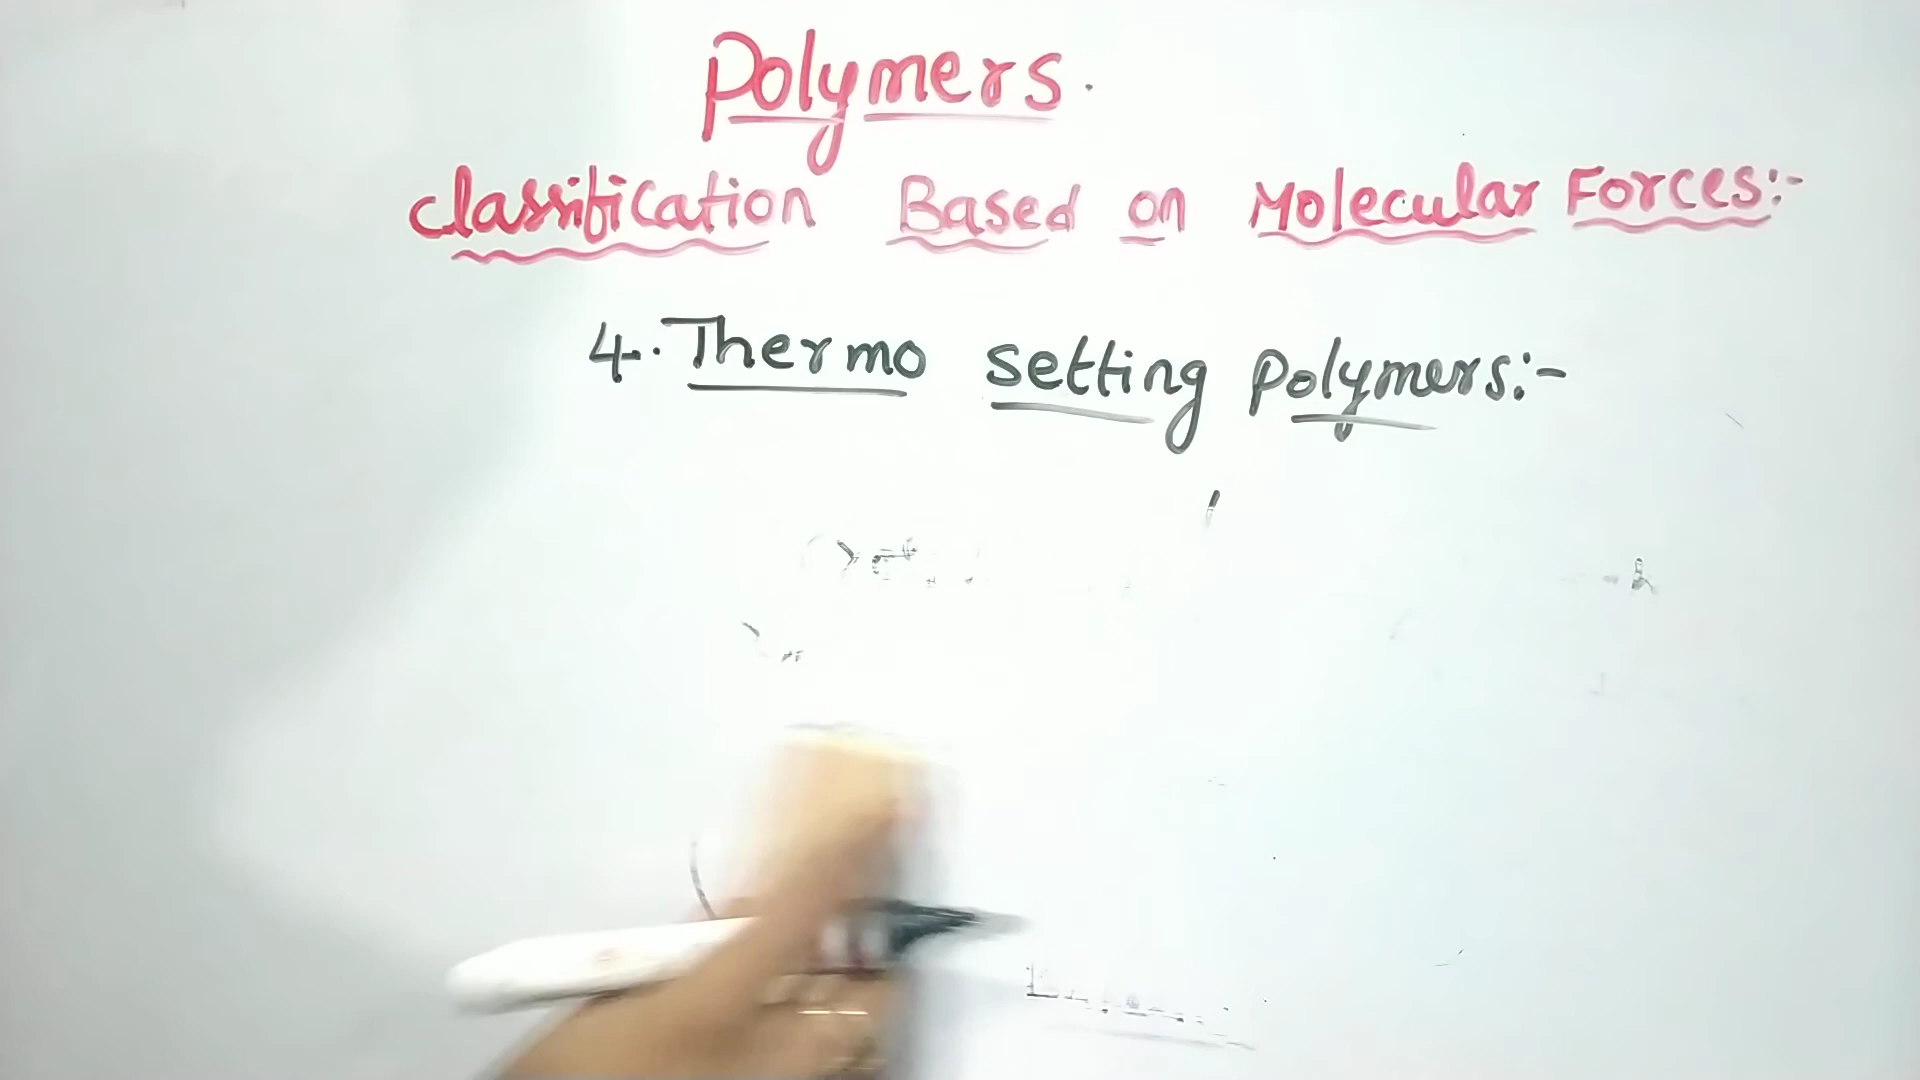 Polymers.
Classification Based on Molecular Forces:-
4. Thermo setting Polymers:-